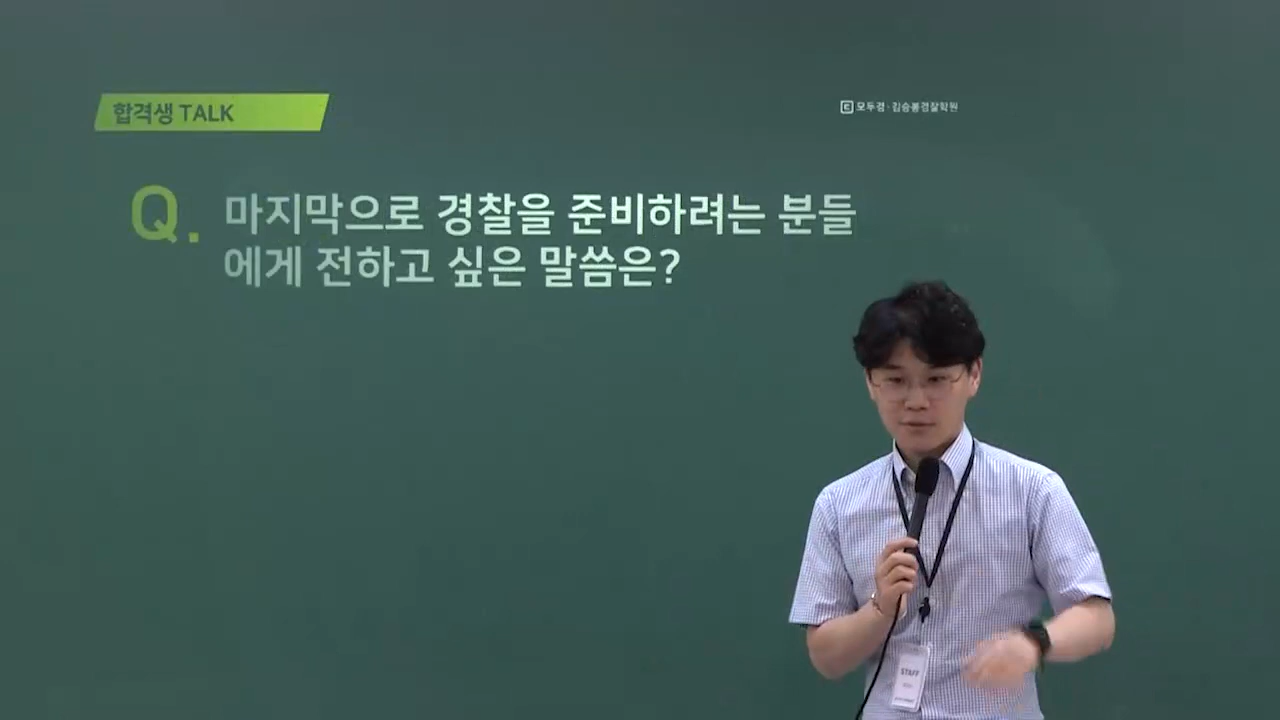 합격생 TALK
모두경·김승봉경찰학원
Q. 마지막으로 경찰을 준비하려는 분들
에게 전하고 싶은 말씀은?
STAFF